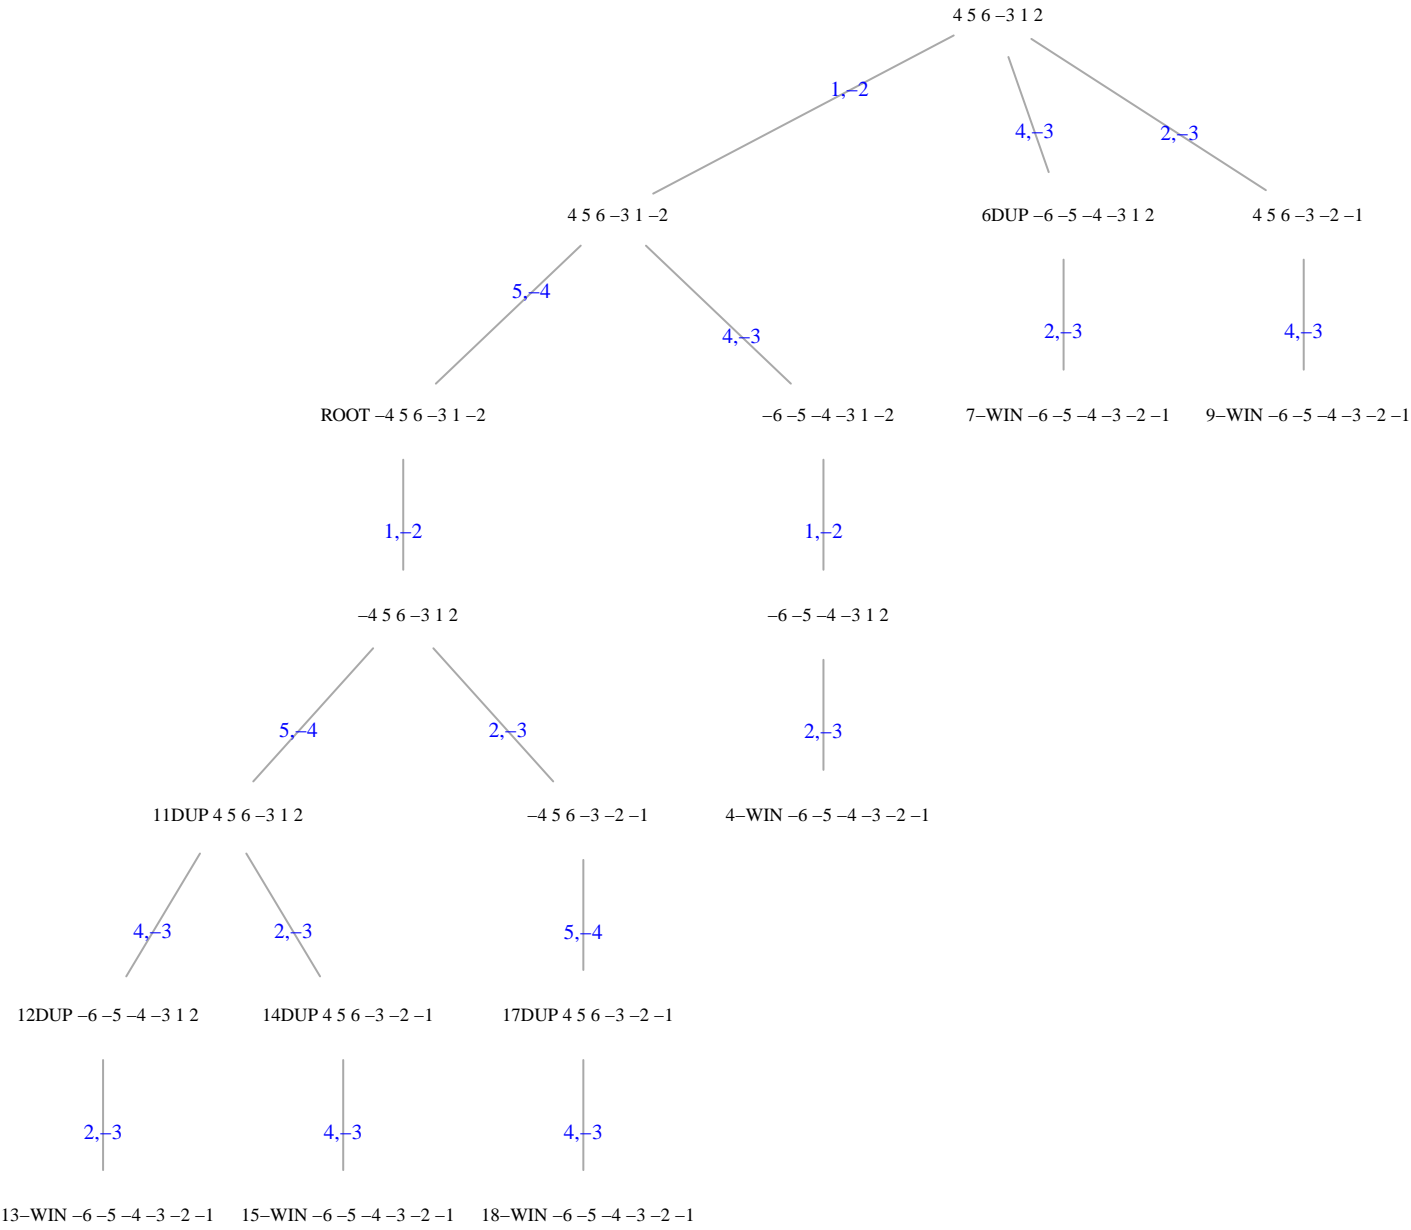 4 5 6 –3 1 2
1,–2
4,–3
2,–3
4 5 6 –3 1 –2
6DUP –6 –5 –4 –3 1 2
4 5 6 –3 –2 –1
5,–4
4,–3
2,–3
4,–3
ROOT –4 5 6 –3 1 –2
–6 –5 –4 –3 1 –2
7–WIN –6 –5 –4 –3 –2 –1
9–WIN –6 –5 –4 –3 –2 –1
1,–2
1,–2
–4 5 6 –3 1 2
–6 –5 –4 –3 1 2
5,–4
2,–3
2,–3
11DUP 4 5 6 –3 1 2
–4 5 6 –3 –2 –1
4–WIN –6 –5 –4 –3 –2 –1
4,–3
2,–3
5,–4
12DUP –6 –5 –4 –3 1 2
14DUP 4 5 6 –3 –2 –1
17DUP 4 5 6 –3 –2 –1
2,–3
4,–3
4,–3
13–WIN –6 –5 –4 –3 –2 –1
15–WIN –6 –5 –4 –3 –2 –1
18–WIN –6 –5 –4 –3 –2 –1